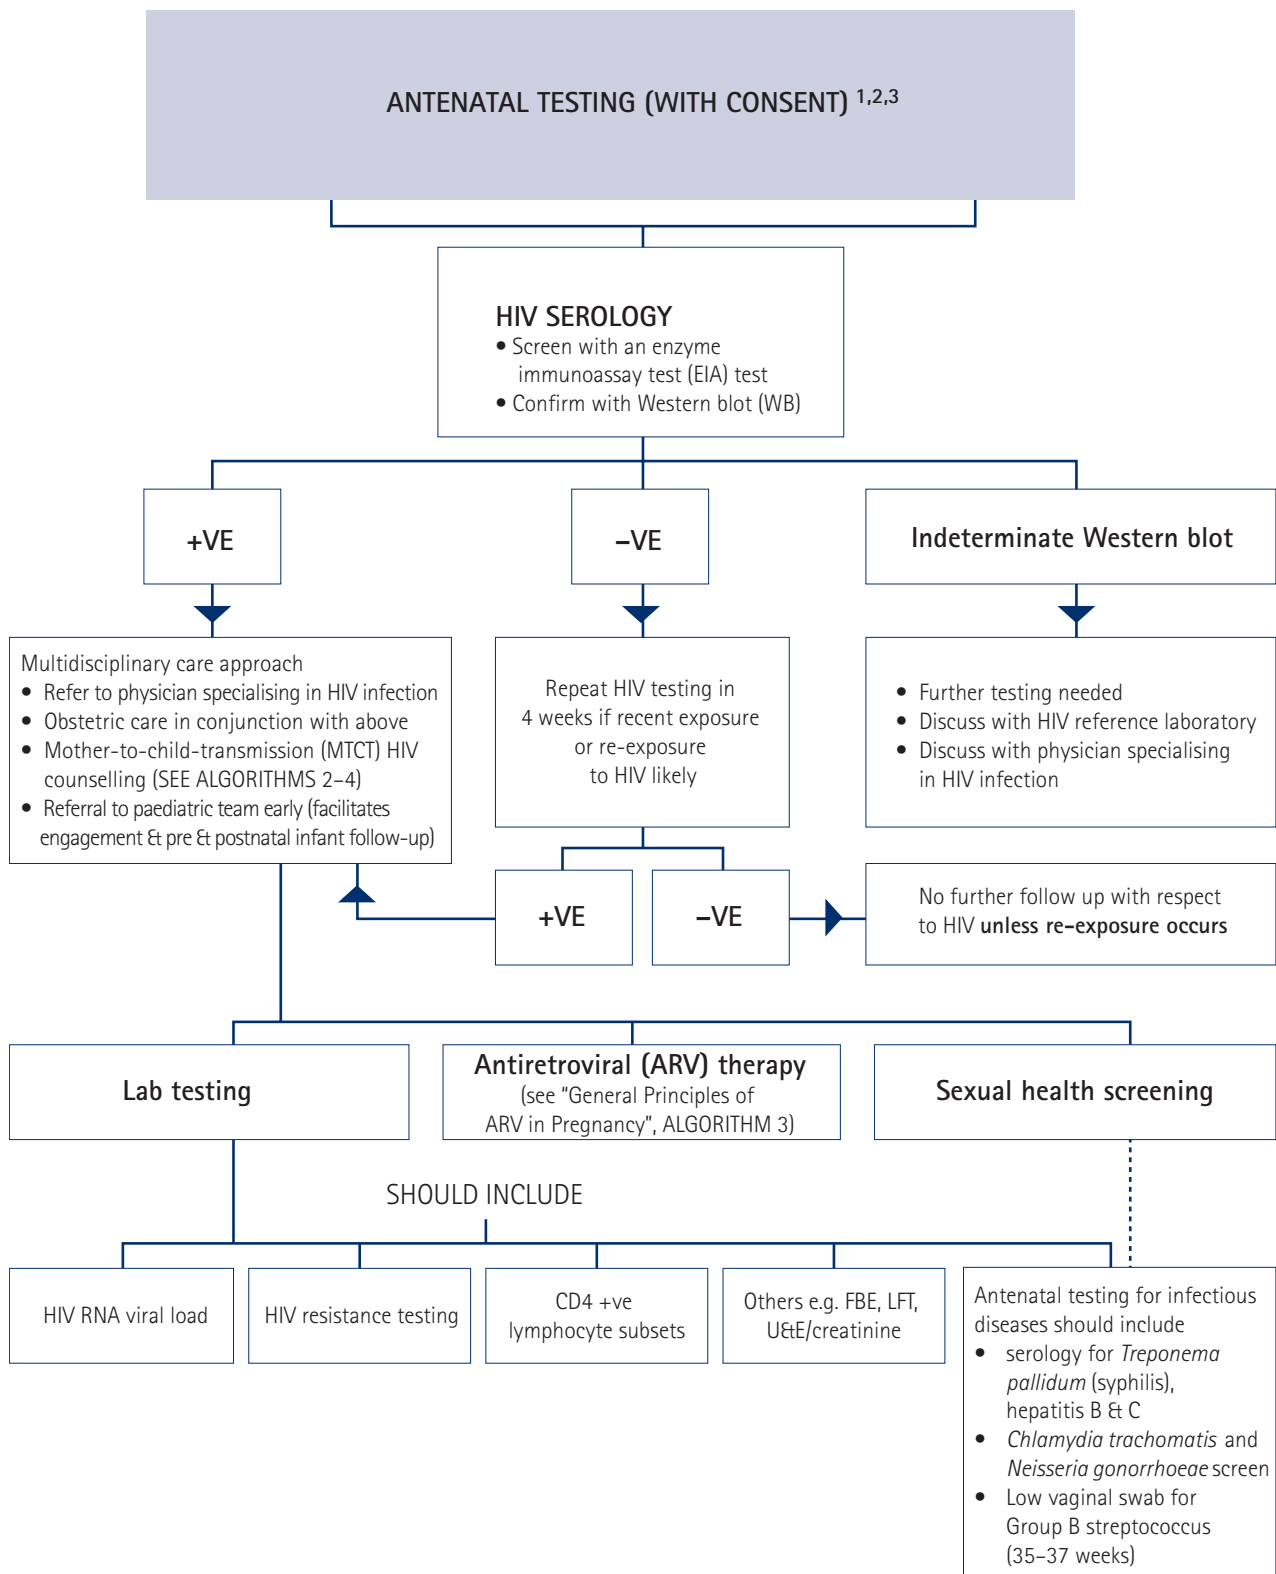 ANTENATAL TESTING (WITH CONSENT) 1,2,3
HIV SEROLOGY
• Screen with an enzyme
immunoassay test (EIA) test
• Confirm with Western blot (WB)
+VE
–VE
Indeterminate Western blot
Multidisciplinary care approach
• Refer to physician specialising in HIV infection
• Obstetric care in conjunction with above
• Mother-to-child-transmission (MTCT) HIV
counselling (SEE ALGORITHMS 2–4)
• Referral to paediatric team early (facilitates
engagement & pre & postnatal infant follow-up)
Repeat HIV testing in
4 weeks if recent exposure
or re-exposure
to HIV likely
• Further testing needed
• Discuss with HIV reference laboratory
• Discuss with physician specialising
in HIV infection
+VE
–VE
No further follow up with respect
to HIV unless re-exposure occurs
Lab testing
Antiretroviral (ARV) therapy
(see "General Principles of
ARV in Pregnancy", ALGORITHM 3)
Sexual health screening
SHOULD INCLUDE
HIV RNA viral load
HIV resistance testing
CD4 +ve
lymphocyte subsets
Others e.g. FBE, LFT,
U&E/creatinine
Antenatal testing for infectious
diseases should include
• serology for Treponema
pallidum (syphilis),
hepatitis B & C
• Chlamydia trachomatis and
Neisseria gonorrhoeae screen
• Low vaginal swab for
Group B streptococcus
(35–37 weeks)